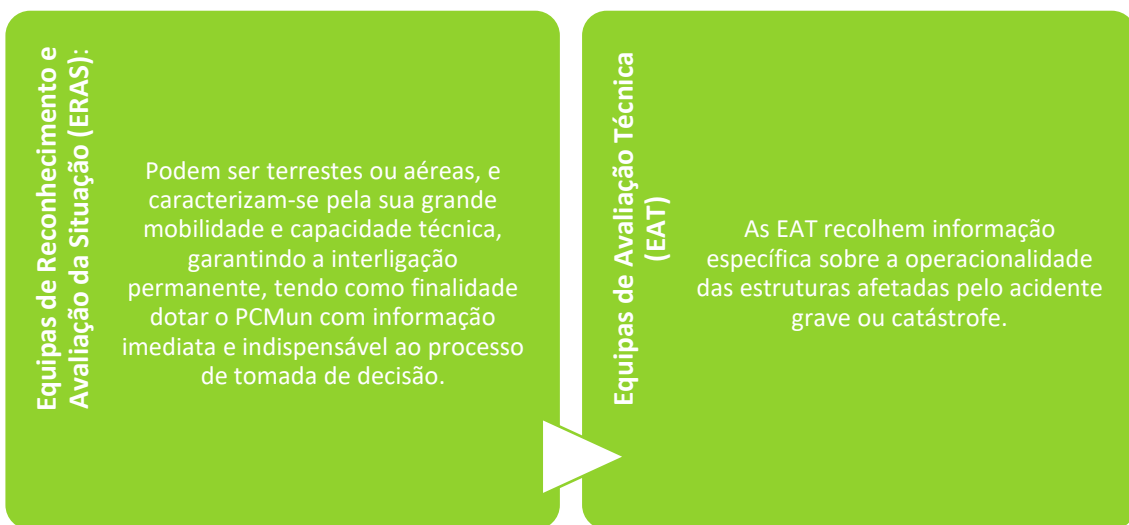 Equipas de Reconhecimento e
Avaliação da Situação (ERAS):
Podem ser terrestes ou aéreas, e
caracterizam-se pela sua grande
mobilidade e capacidade técnica,
garantindo a interligação
permanente, tendo como finalidade
dotar o PCMun com informação
imediata e indispensável ao processo
de tomada de decisão.
Equipas de Avaliação Técnica
(EAT)
As EAT recolhem informação
específica sobre a operacionalidade
das estruturas afetadas pelo acidente
grave ou catástrofe.